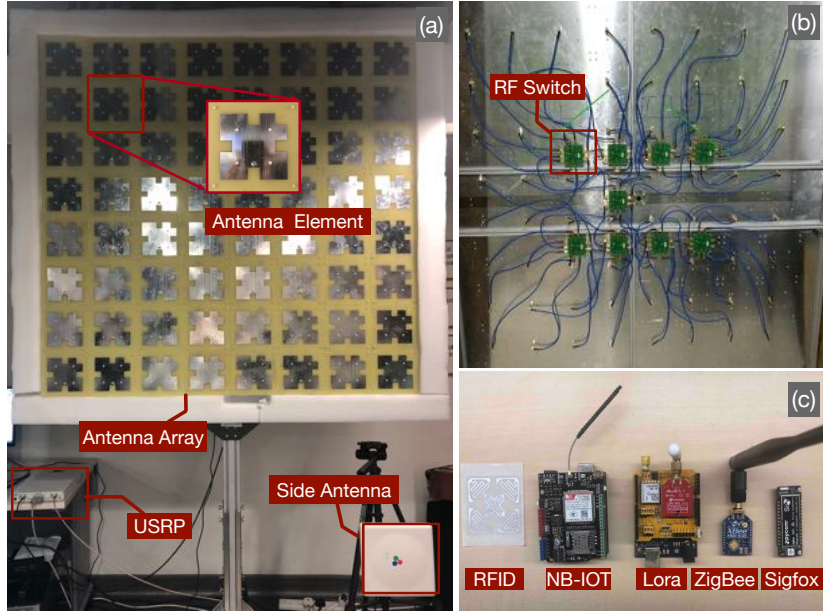 (a)
Antenna Element
Antenna Array
USRP
Side Antenna
(b)
RF Switch
(c)
RFID
NB-IOT
Lora
ZigBee
Sigfox